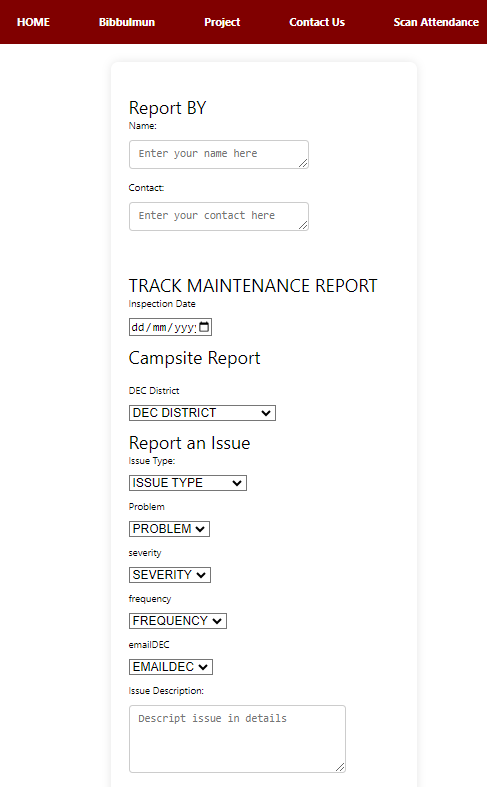 HOME Bibbulmun Project Contact Us Scan Attendance
Report BY
Name:
Enter your name here
Contact:
Enter your contact here
TRACK MAINTENANCE REPORT
Inspection Date
dd/mm/yyyy
Campsite Report
DEC District
DEC DISTRICT
Report an Issue
Issue Type:
ISSUE TYPE
Problem
PROBLEM
severity
SEVERITY
frequency
FREQUENCY
emailDEC
EMAILDEC
Issue Description:
Descript issue in details